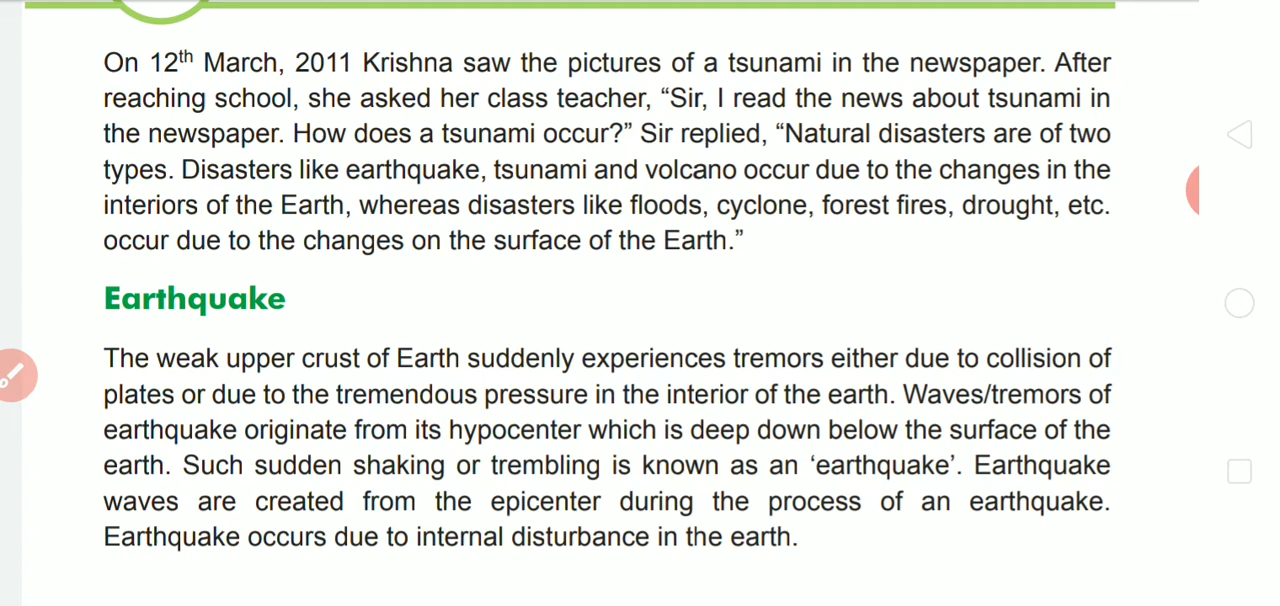 On 12th March, 2011 Krishna saw the pictures of a tsunami in the newspaper. After
reaching school, she asked her class teacher, “Sir, I read the news about tsunami in
the newspaper. How does a tsunami occur?” Sir replied, “Natural disasters are of two
types. Disasters like earthquake, tsunami and volcano occur due to the changes in the
interiors of the Earth, whereas disasters like floods, cyclone, forest fires, drought, etc.
occur due to the changes on the surface of the Earth.”
Earthquake
The weak upper crust of Earth suddenly experiences tremors either due to collision of
plates or due to the tremendous pressure in the interior of the earth. Waves/tremors of
earthquake originate from its hypocenter which is deep down below the surface of the
earth. Such sudden shaking or trembling is known as an ‘earthquake’. Earthquake
waves are created from the epicenter during the process of an earthquake.
Earthquake occurs due to internal disturbance in the earth.